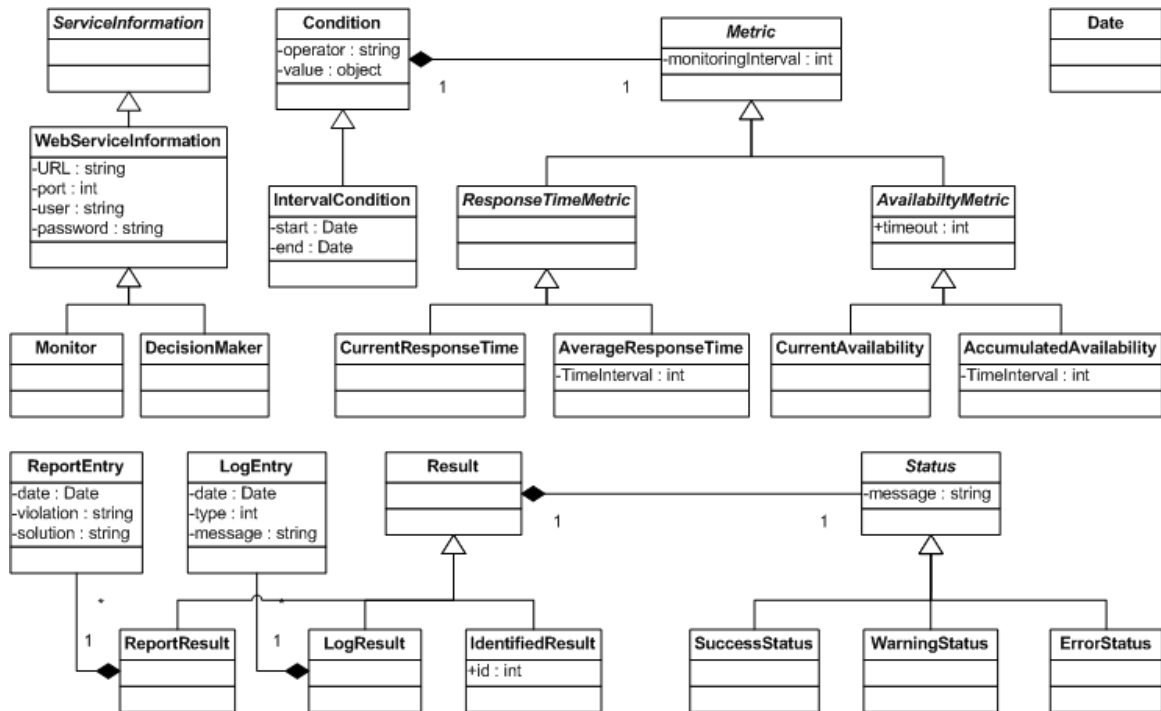 ServiceInformation
Condition
-operator : string
-value : object
1
1
Metric
-monitoringInterval : int
Date
WebServiceInformation
-URL : string
-port : int
-user : string
-password : string
IntervalCondition
-start : Date
-end : Date
ResponseTimeMetric
AvailabiltyMetric
+timeout : int
Monitor
DecisionMaker
CurrentResponseTime
AverageResponseTime
-TimeInterval : int
CurrentAvailability
AccumulatedAvailability
-TimeInterval : int
ReportEntry
-date : Date
-violation : string
-solution : string
LogEntry
-date : Date
-type : int
-message : string
Result
1
1
Status
-message : string
*
1
*
1
ReportResult
LogResult
IdentifiedResult
+id : int
SuccessStatus
WarningStatus
ErrorStatus